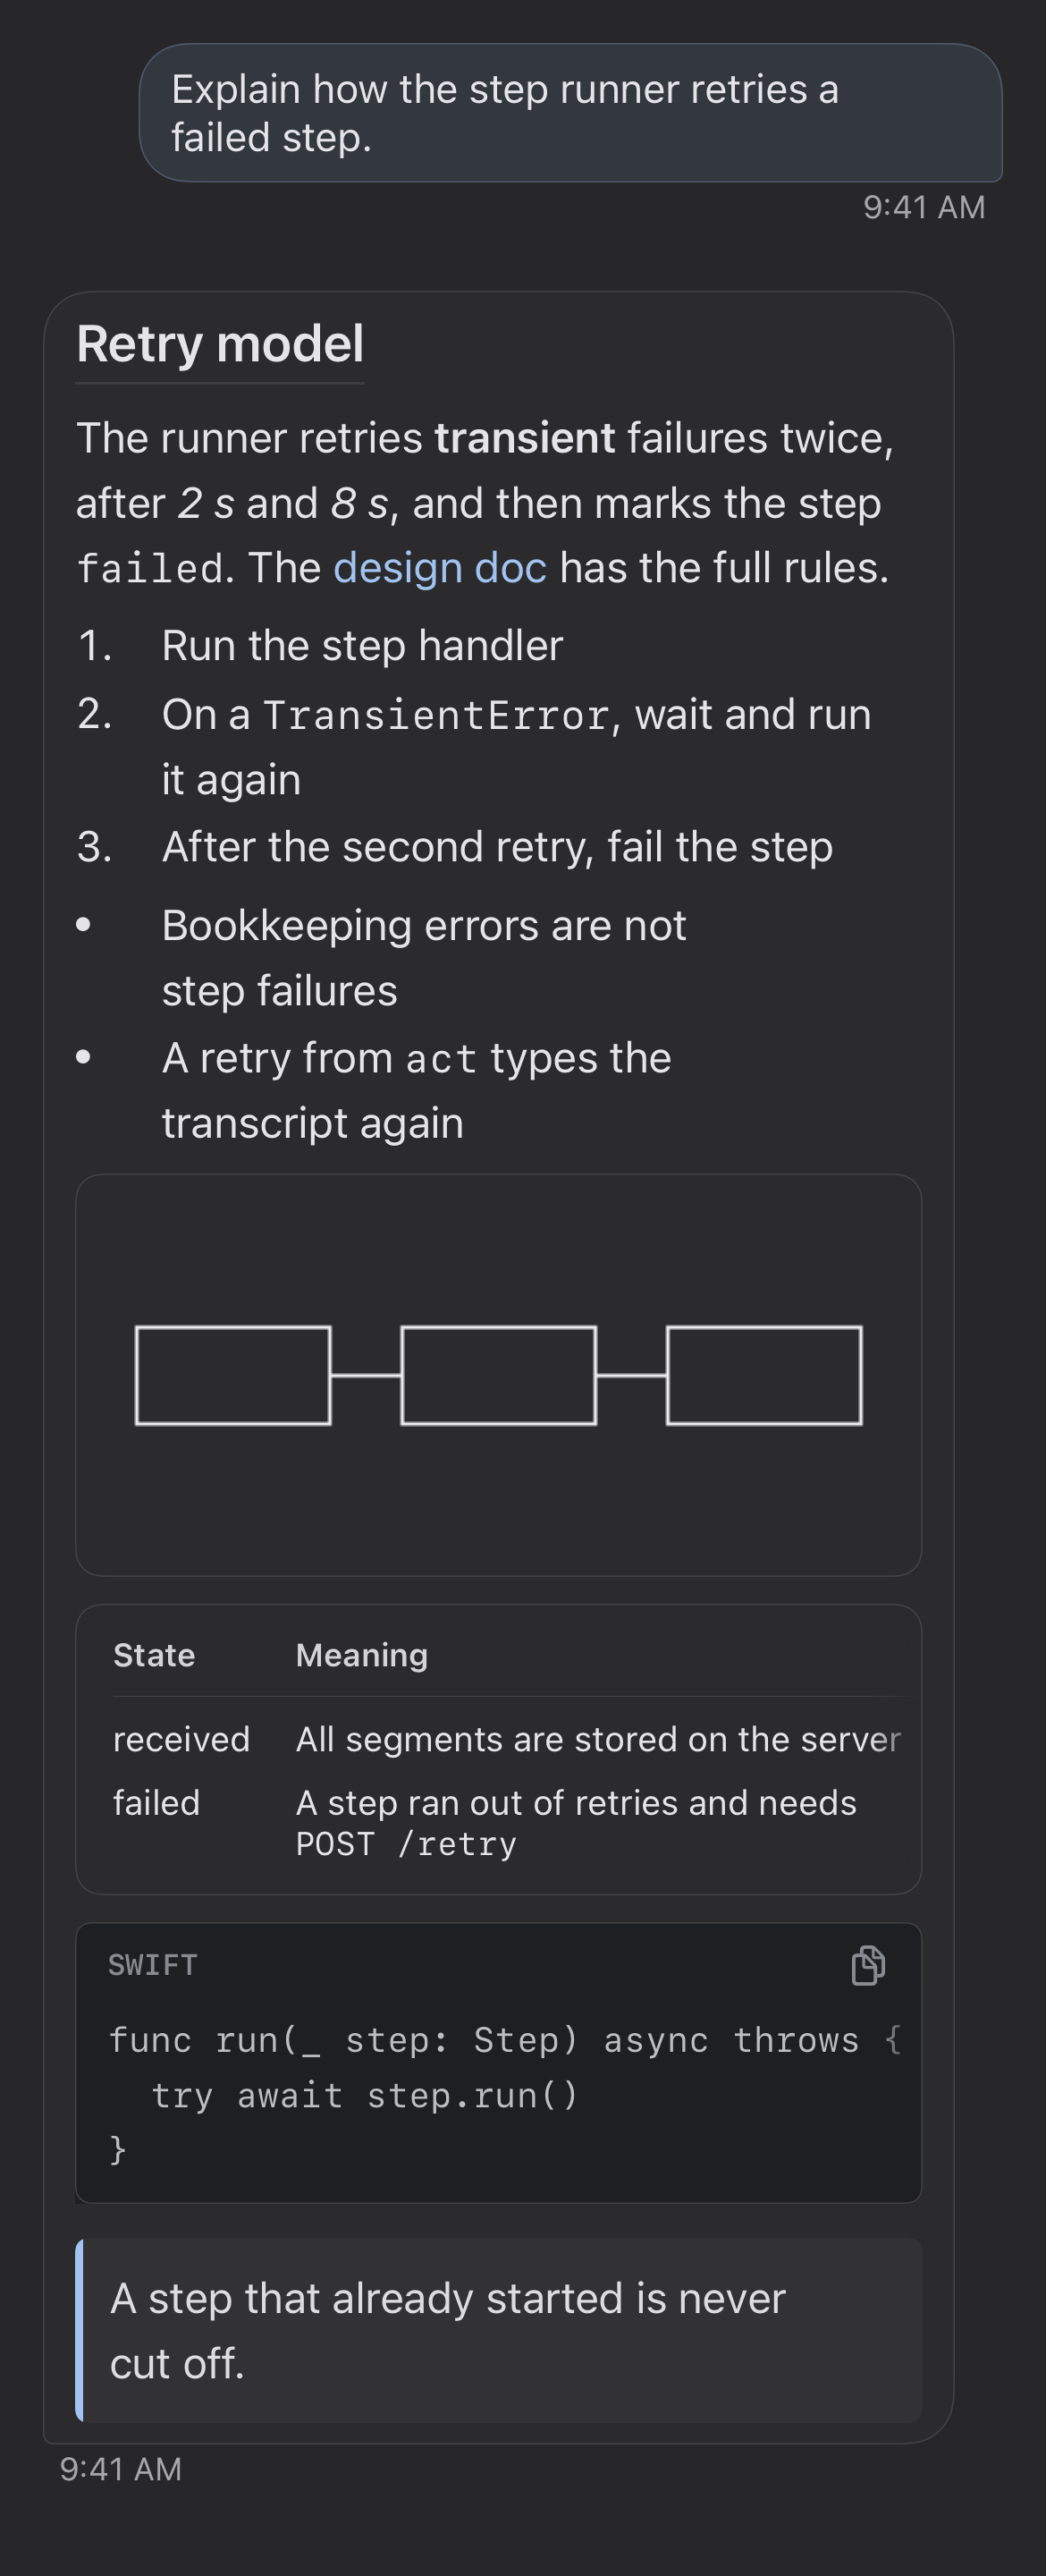 Explain how the step runner retries a
failed step.
9:41 AM
Retry model
The runner retries transient failures twice,
after 2 s and 8 s, and then marks the step
failed. The design doc has the full rules.
1. Run the step handler
2. On a TransientError, wait and run
it again
3. After the second retry, fail the step
• Bookkeeping errors are not
step failures
• A retry from act types the
transcript again
State Meaning
received All segments are stored on the server
failed A step ran out of retries and needs
POST /retry
SWIFT
func run(_ step: Step) async throws {
  try await step.run()
}
A step that already started is never
cut off.
9:41 AM